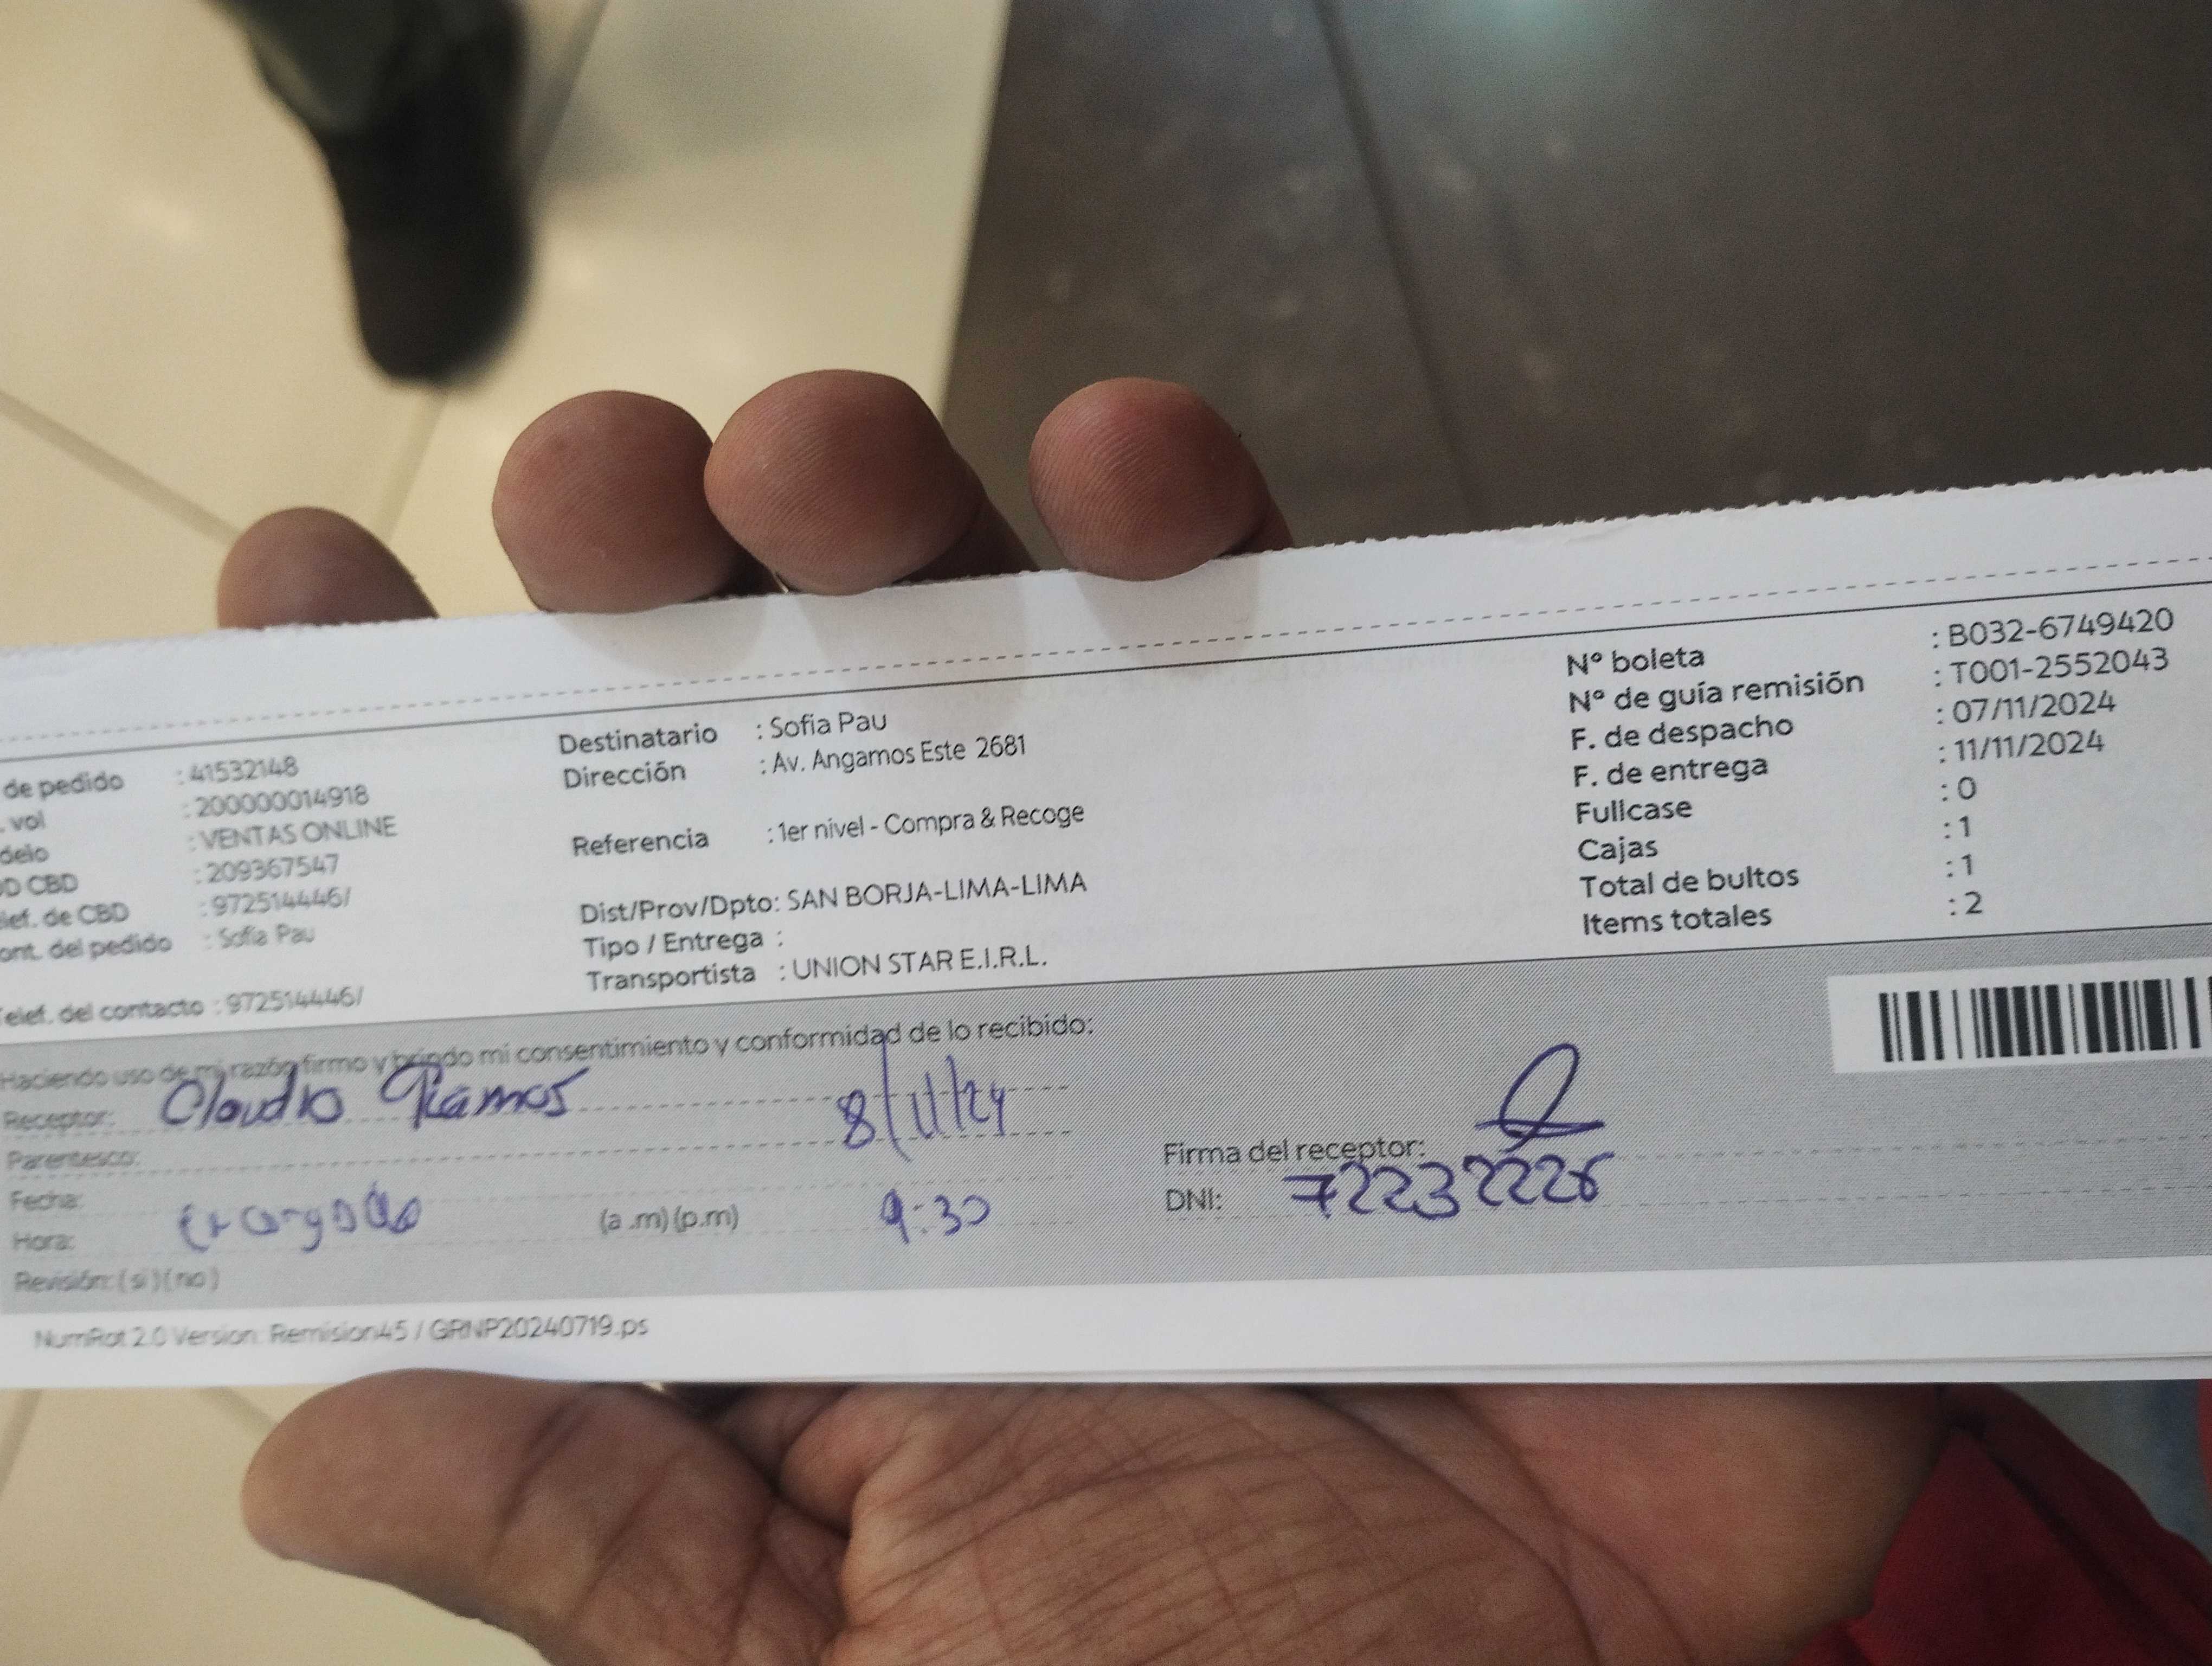 de pedido : 41532148
. vol : 200000014918
delo : VENTAS ONLINE
D CBD : 209367547
lef. de CBD : 972514446/
ont. del pedido : Sofia Pau
elef. del contacto : 972514446/
Destinatario : Sofia Pau
Dirección : Av. Angamos Este 2681
Referencia : 1er nivel - Compra & Recoge
Dist/Prov/Dpto: SAN BORJA-LIMA-LIMA
Tipo / Entrega :
Transportista : UNION STAR E.I.R.L.
N° boleta : B032-6749420
N° de guía remisión : T001-2552043
F. de despacho : 07/11/2024
F. de entrega : 11/11/2024
Fullcase : 0
Cajas : 1
Total de bultos : 1
Items totales : 2
Haciendo uso de mi razón firmo y brindo mi consentimiento y conformidad de lo recibido:
Receptor: Claudio Ramos
8/11/24
Parentesco:
Fecha:
Hora: (a .m) (p.m) 9:30
Revisión: ( si ) ( no )
Firma del receptor:
DNI: 72232226
NumRot 2.0 Version: Remision45 / GRNP20240719.ps